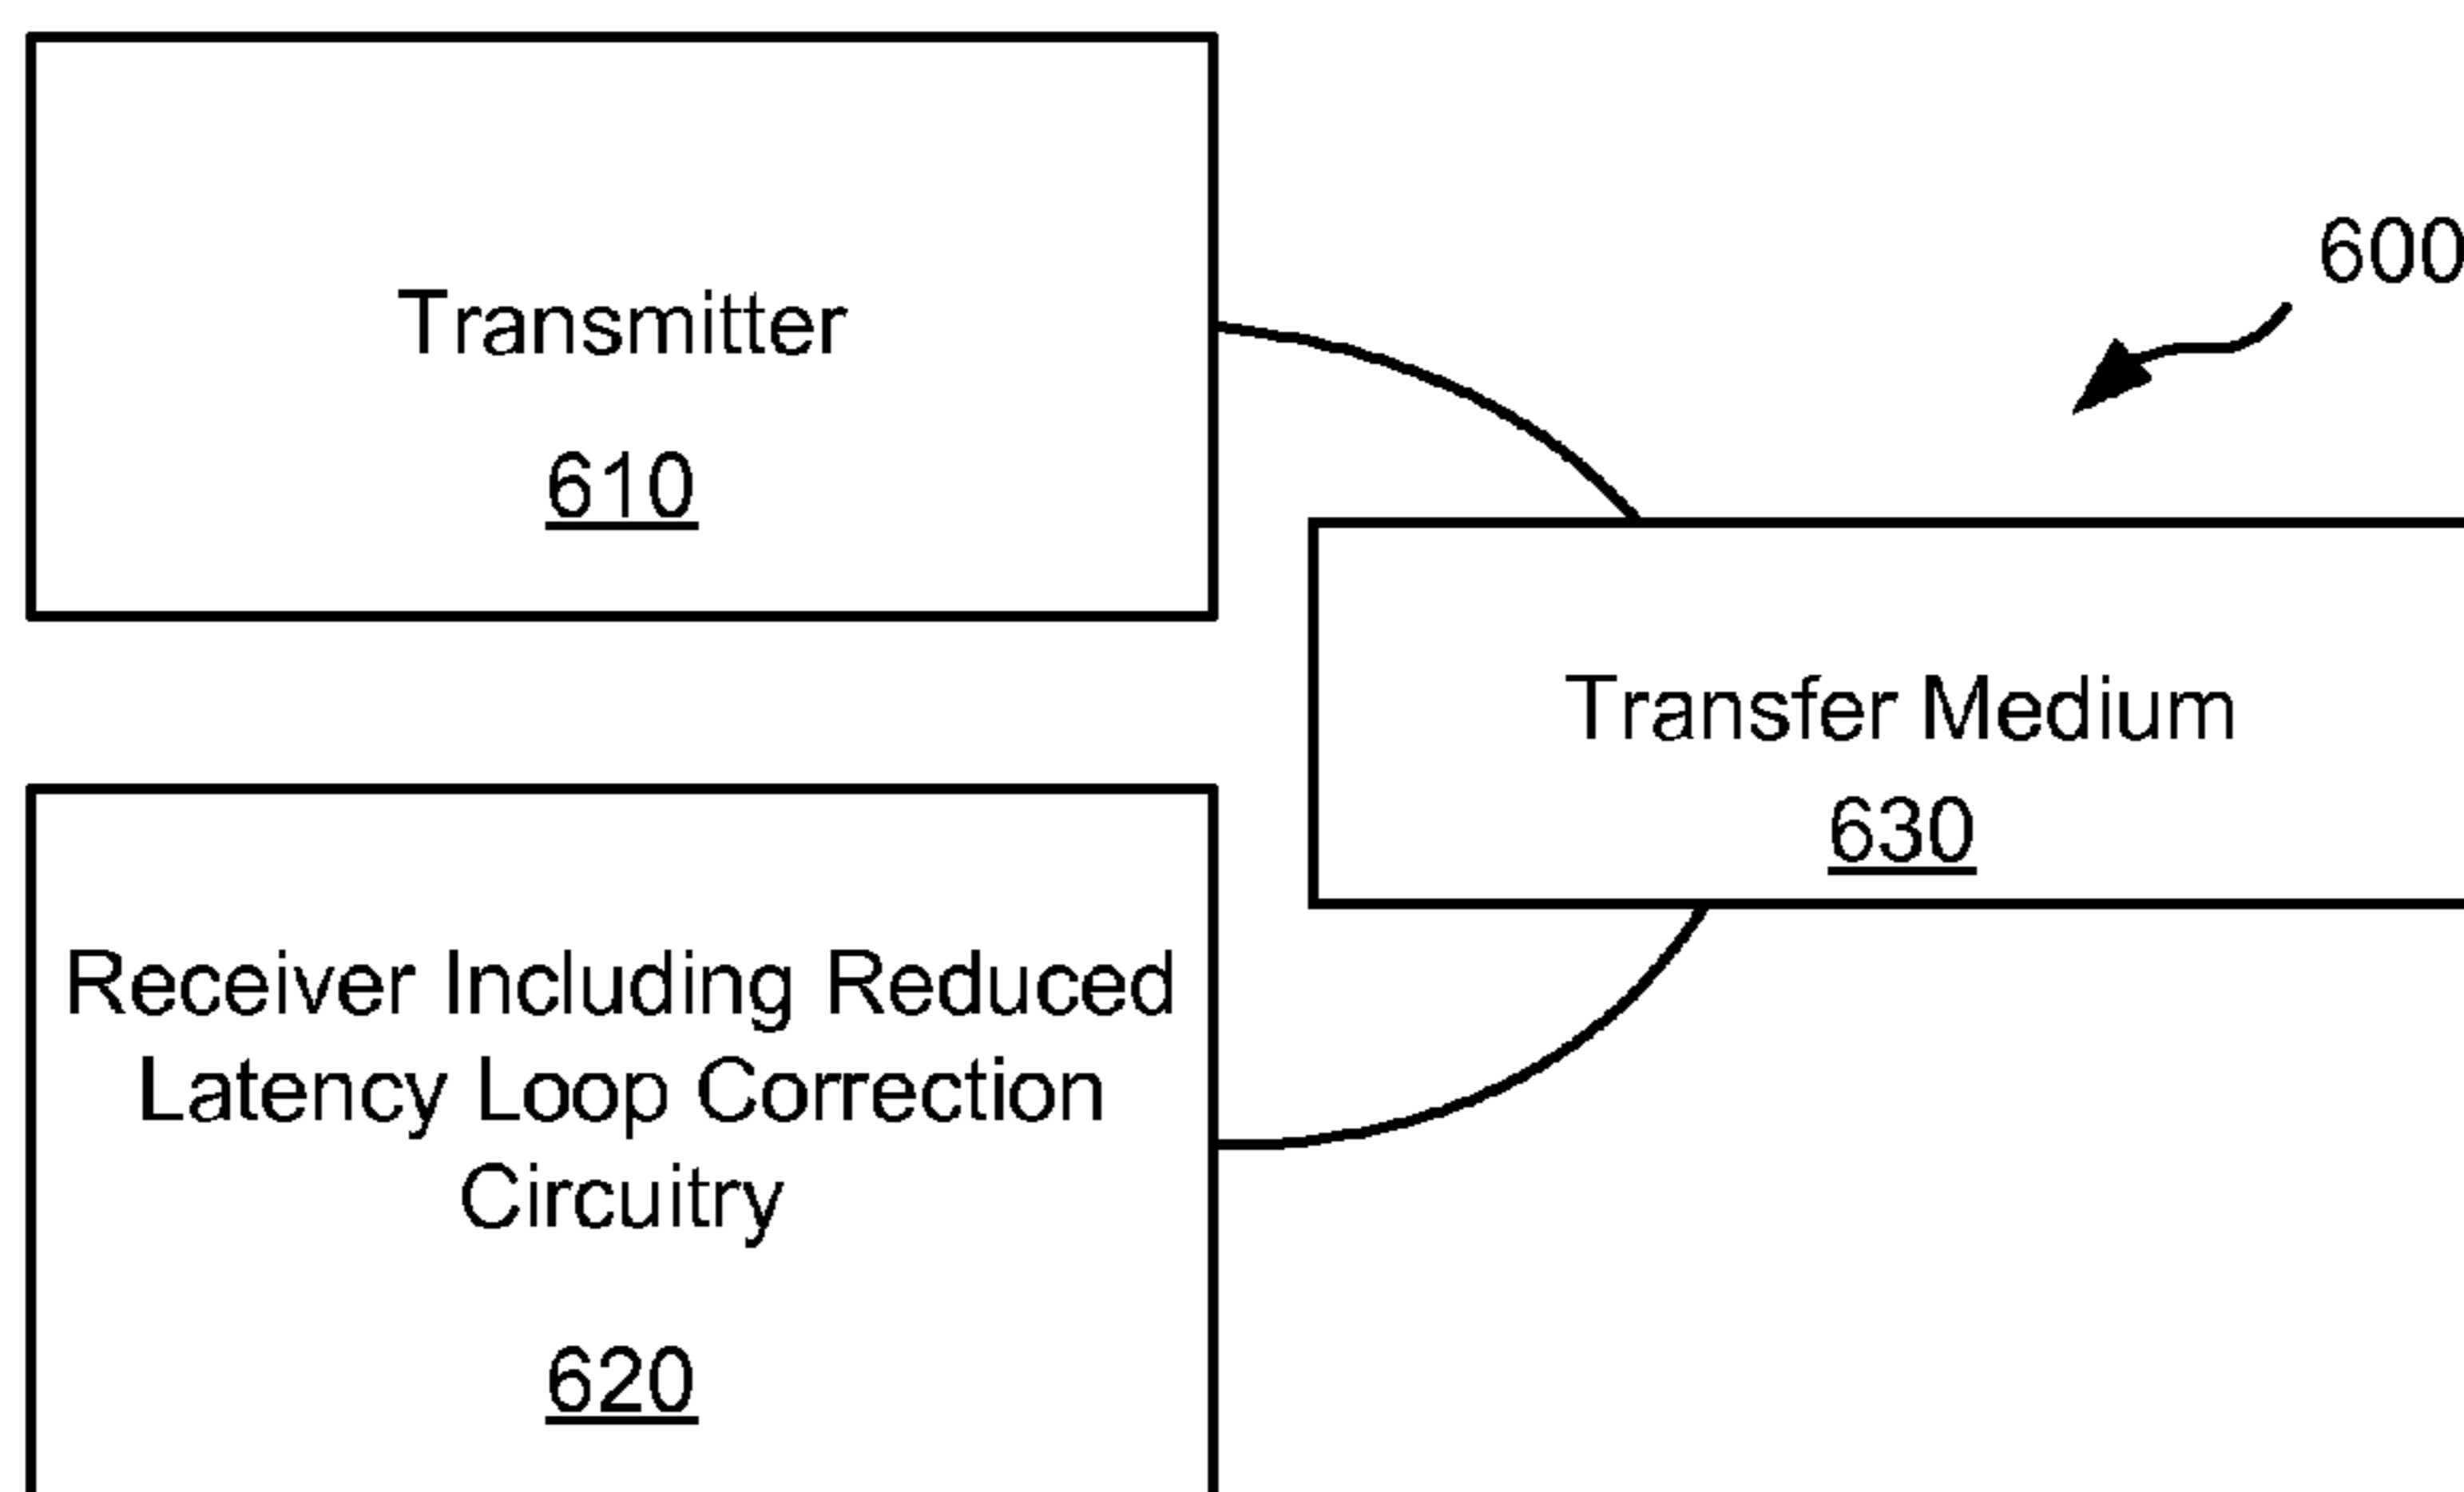 Transmitter
610
600
Transfer Medium
630
Receiver Including Reduced
Latency Loop Correction
Circuitry
620